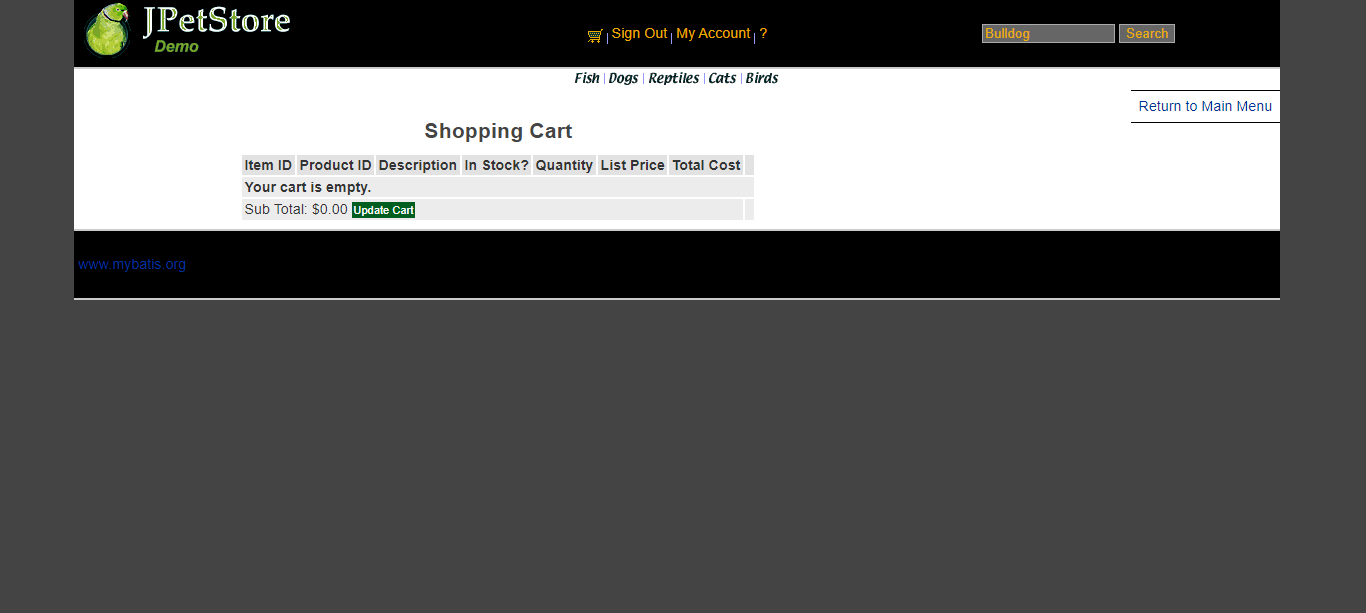 JPetStore
Demo
Sign Out | My Account | ?
Bulldog Search
Fish | Dogs | Reptiles | Cats | Birds
Return to Main Menu
Shopping Cart
Item ID Product ID Description In Stock? Quantity List Price Total Cost
Your cart is empty.
Sub Total: $0.00 Update Cart
www.mybatis.org